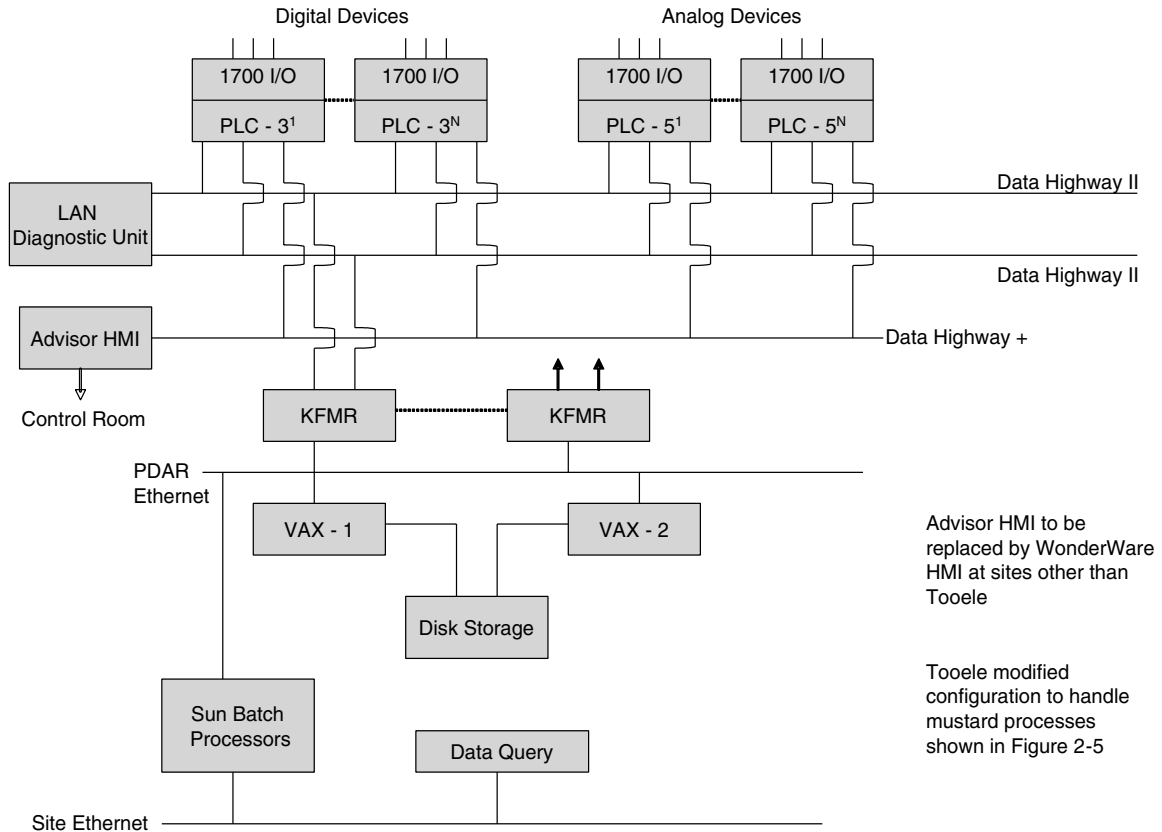 Digital Devices
Analog Devices
1700 I/O
1700 I/O
1700 I/O
1700 I/O
PLC - 3¹
PLC - 3ᴺ
PLC - 5¹
PLC - 5ᴺ
Data Highway II
LAN
Diagnostic Unit
Data Highway II
Advisor HMI
Data Highway +
Control Room
KFMR
KFMR
PDAR
Ethernet
VAX - 1
VAX - 2
Advisor HMI to be
replaced by WonderWare
HMI at sites other than
Tooele
Disk Storage
Tooele modified
configuration to handle
mustard processes
shown in Figure 2-5
Sun Batch
Processors
Data Query
Site Ethernet